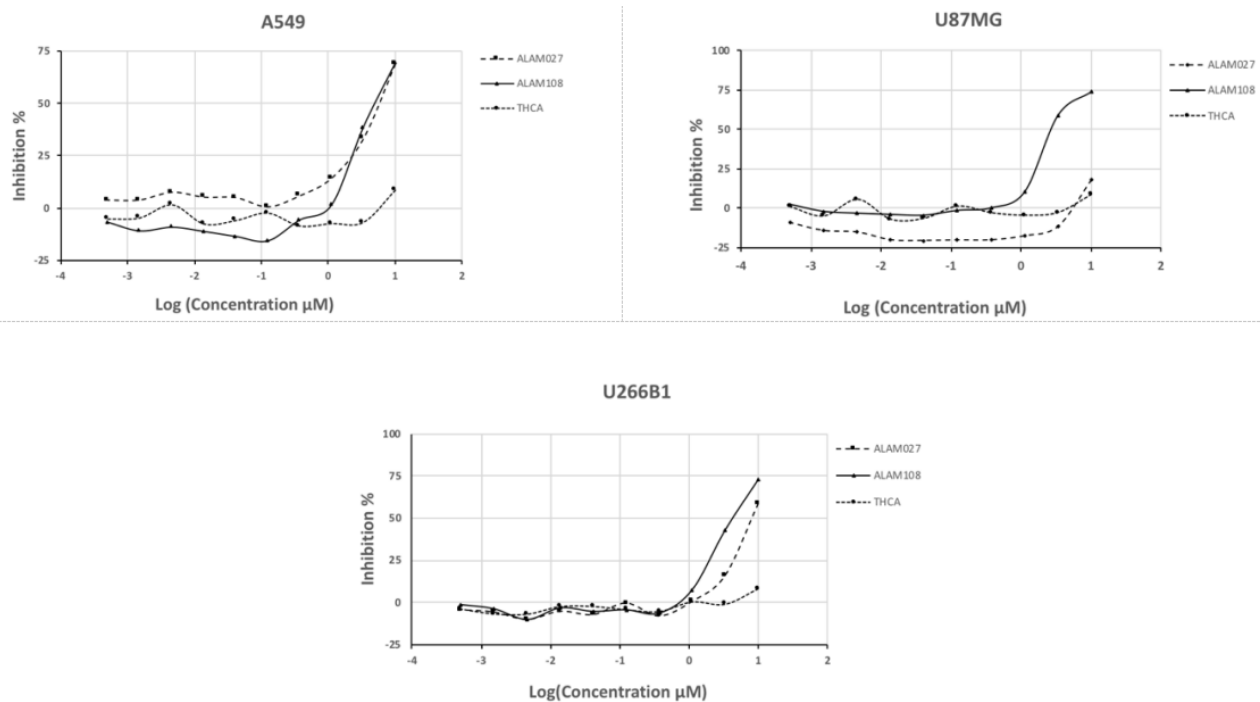 A549
75
50
25
0
-25
-4
-3
-2
-1
0
1
2
Inhibition %
Log (Concentration μM)
ALAM027
ALAM108
THCA
U87MG
100
75
50
25
0
-25
-4
-3
-2
-1
0
1
2
Inhibition %
Log (Concentration μM)
ALAM027
ALAM108
THCA
U266B1
100
75
50
25
0
-25
-4
-3
-2
-1
0
1
2
Inhibition %
Log(Concentration μM)
ALAM027
ALAM108
THCA